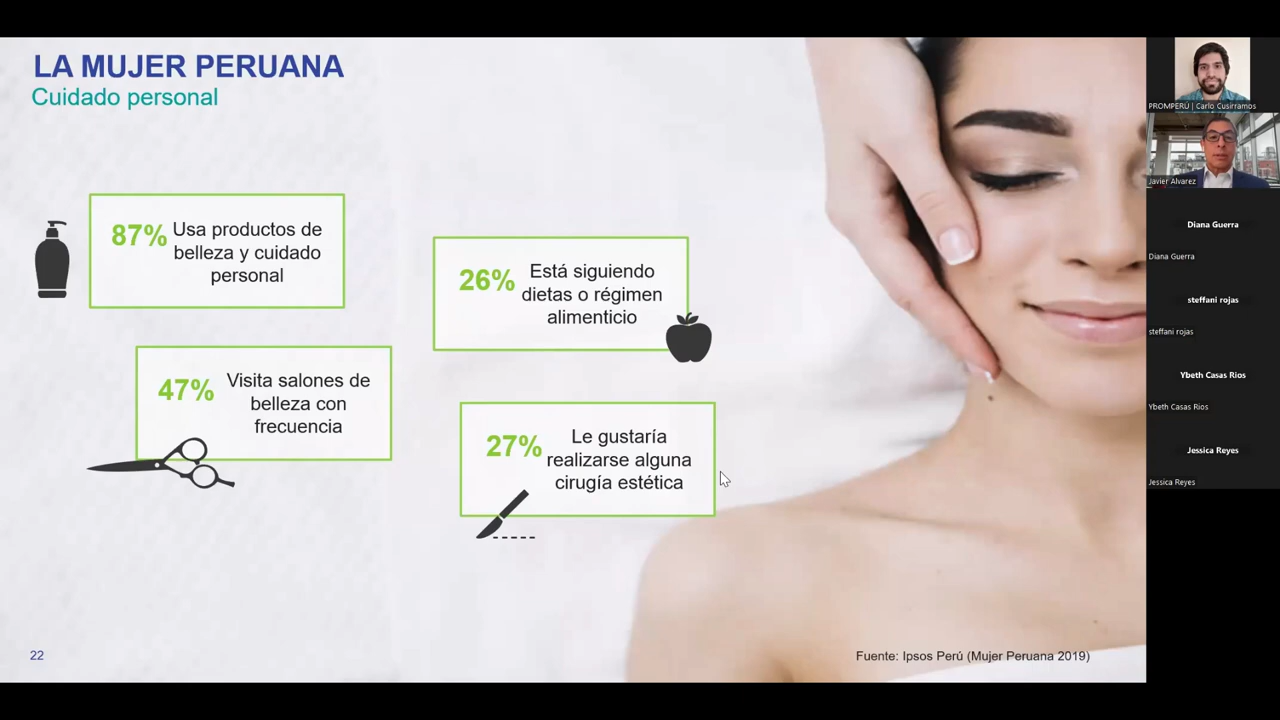 LA MUJER PERUANA
Cuidado personal
87% Usa productos de
belleza y cuidado
personal
47% Visita salones de
belleza con
frecuencia
26% Está siguiendo
dietas o régimen
alimenticio
27% Le gustaría
realizarse alguna
cirugía estética
22
Fuente: Ipsos Perú (Mujer Peruana 2019)
PROMPERÚ | Carlo Cusirramos
Javier Alvarez
Diana Guerra
Diana Guerra
steffani rojas
steffani rojas
Ybeth Casas Rios
Ybeth Casas Rios
Jessica Reyes
Jessica Reyes